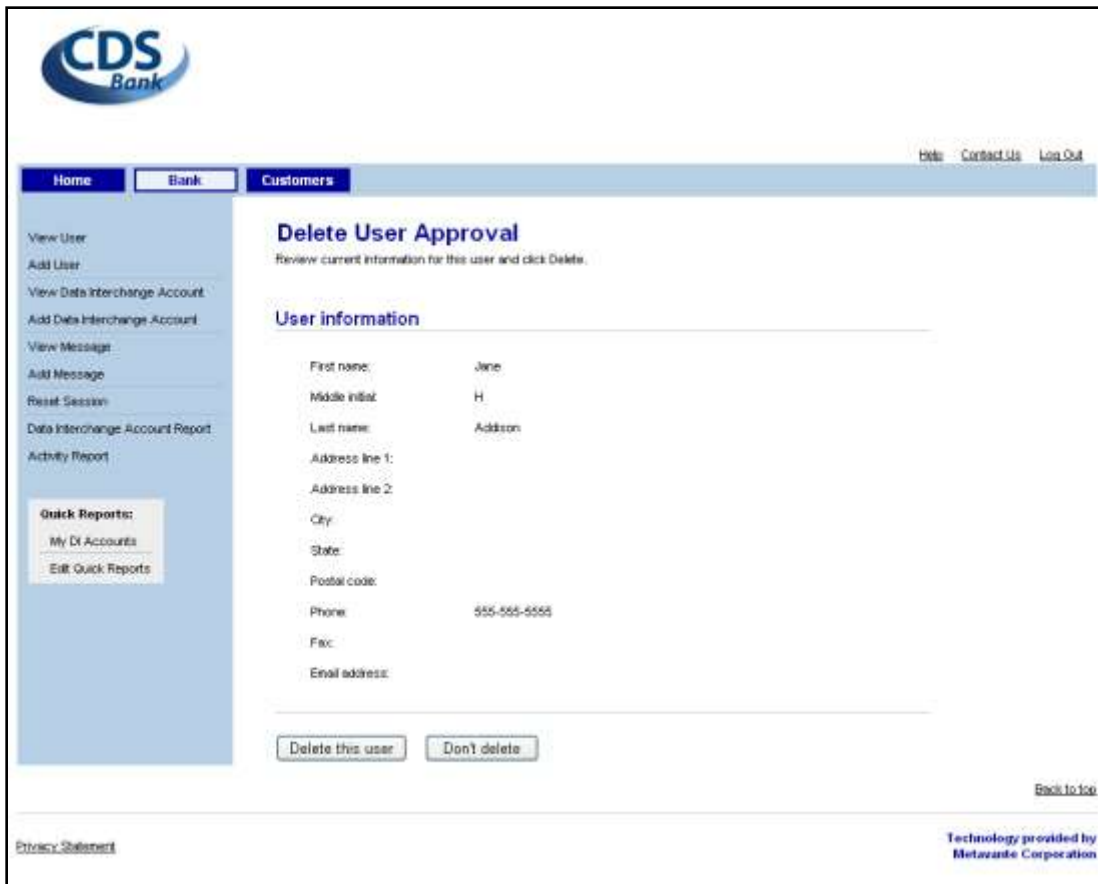 CDS
Bank
Help Contact Us Log Out
Home Bank Customers
View User
Add User
View Data Interchange Account
Add Data Interchange Account
View Message
Add Message
Reset Session
Data Interchange Account Report
Activity Report
Quick Reports:
My DI Accounts
Edit Quick Reports
Delete User Approval
Review current information for this user and click Delete.
User information
First name: Jane
Middle initial: H
Last name: Addison
Address line 1:
Address line 2:
City:
State:
Postal code:
Phone: 555-555-5555
Fax:
Email address:
Delete this user Don't delete
Back to top
Privacy Statement
Technology provided by
Metavante Corporation